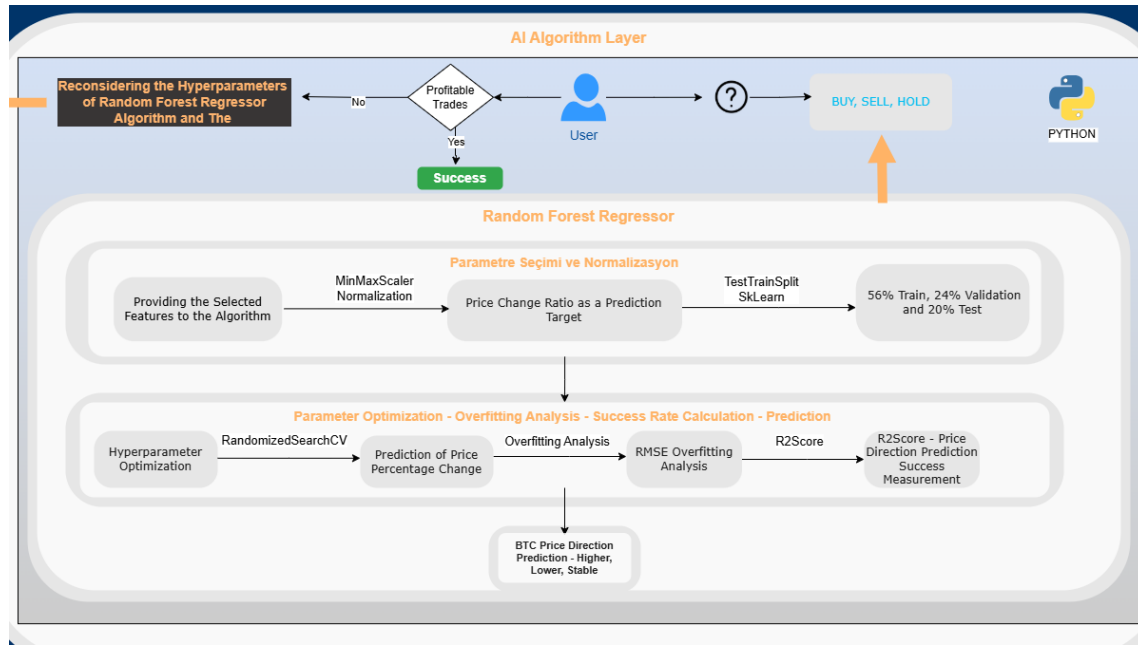 AI Algorithm Layer
Reconsidering the Hyperparameters
of Random Forest Regressor
Algorithm and The
No
Profitable
Trades
Yes
Success
User
?
BUY, SELL, HOLD
PYTHON
Random Forest Regressor
Parametre Seçimi ve Normalizasyon
Providing the Selected
Features to the Algorithm
MinMaxScaler
Normalization
Price Change Ratio as a Prediction
Target
TestTrainSplit
SkLearn
56% Train, 24% Validation
and 20% Test
Parameter Optimization - Overfitting Analysis - Success Rate Calculation - Prediction
Hyperparameter
Optimization
RandomizedSearchCV
Prediction of Price
Percentage Change
Overfitting Analysis
RMSE Overfitting
Analysis
R2Score
R2Score - Price
Direction Prediction
Success
Measurement
BTC Price Direction
Prediction - Higher,
Lower, Stable